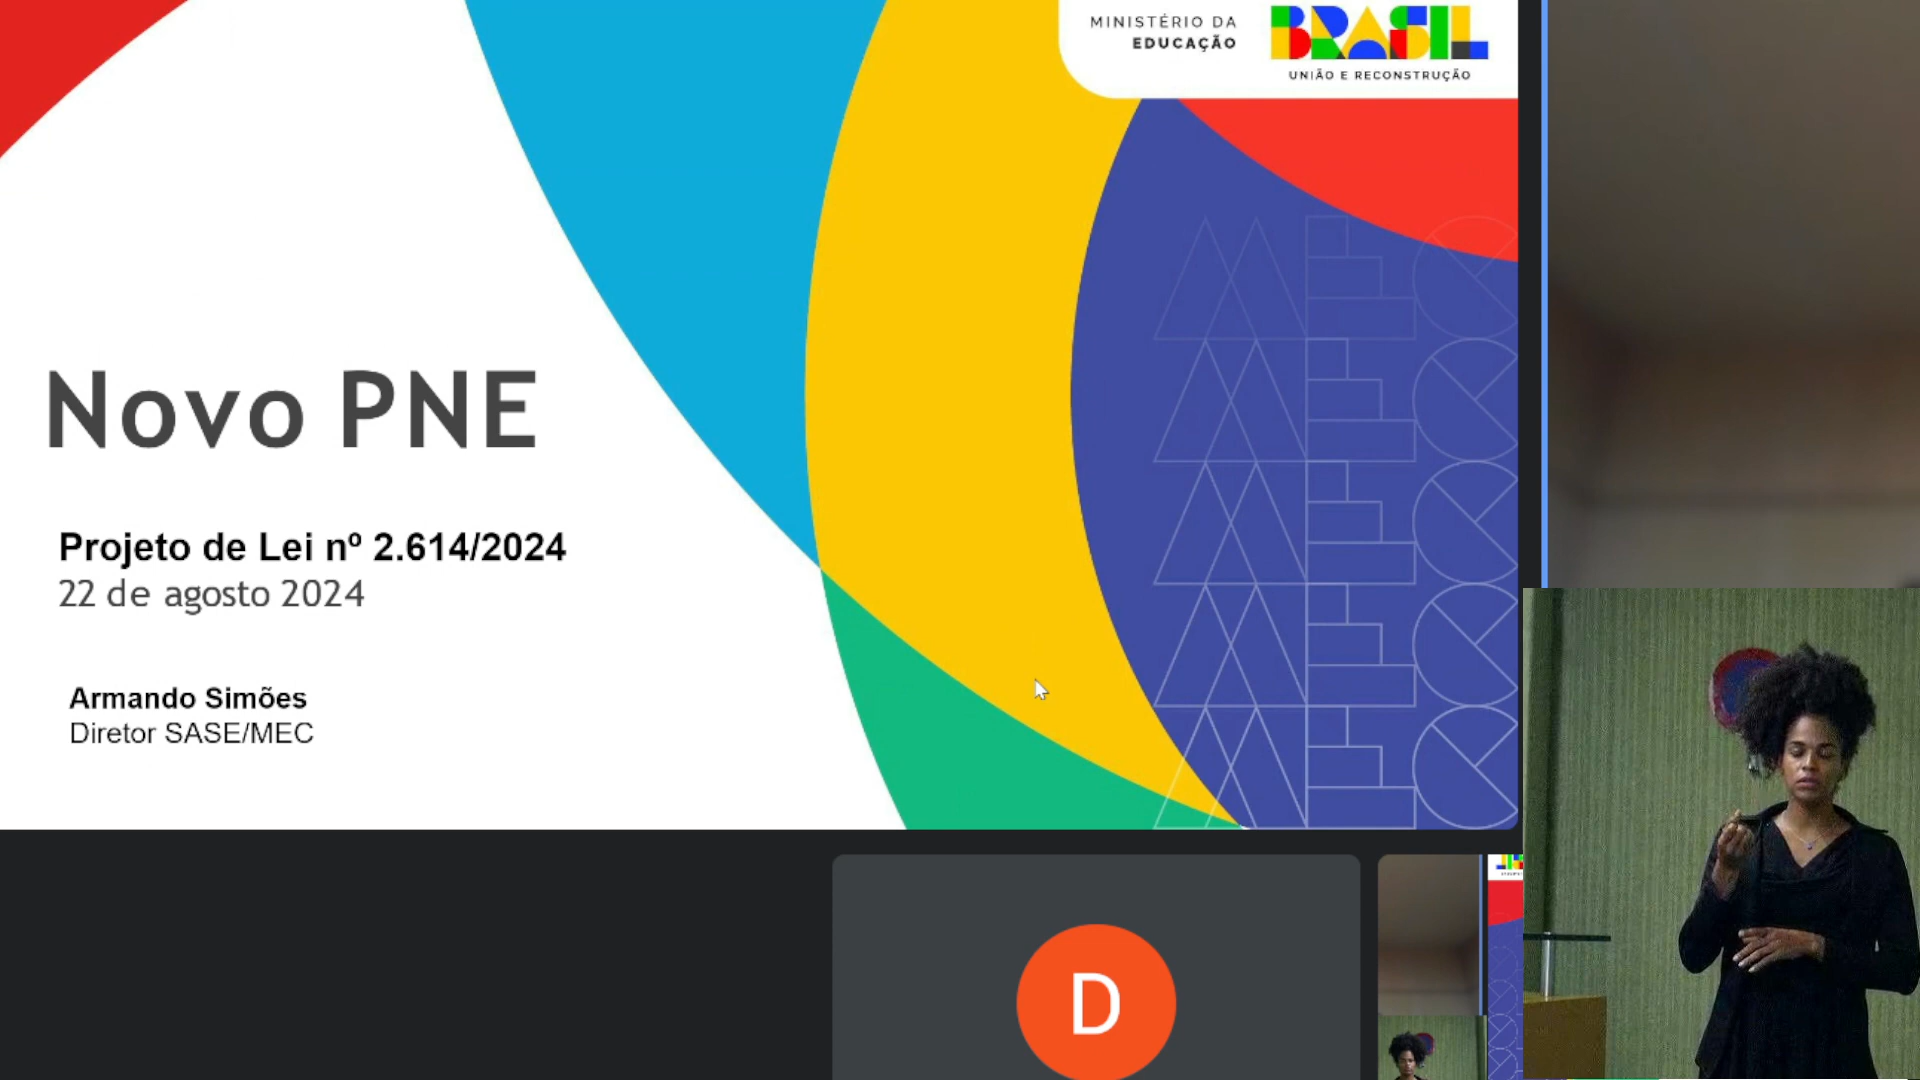 MINISTÉRIO DA
EDUCAÇÃO
BRASIL
UNIÃO E RECONSTRUÇÃO
Novo PNE
Projeto de Lei nº 2.614/2024
22 de agosto 2024
Armando Simões
Diretor SASE/MEC
D